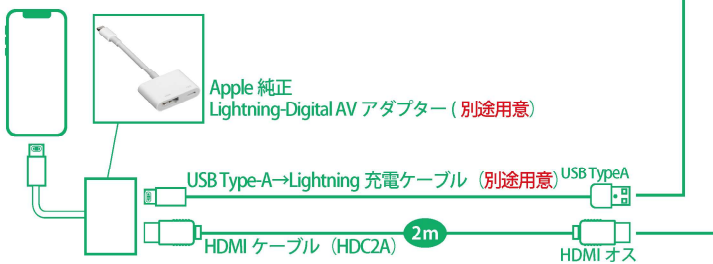 Apple 純正
Lightning-Digital AV アダプター ( 別途用意)
USB Type-A→Lightning 充電ケーブル（別途用意）
USB TypeA
2m
HDMI ケーブル（HDC2A）
HDMI オス